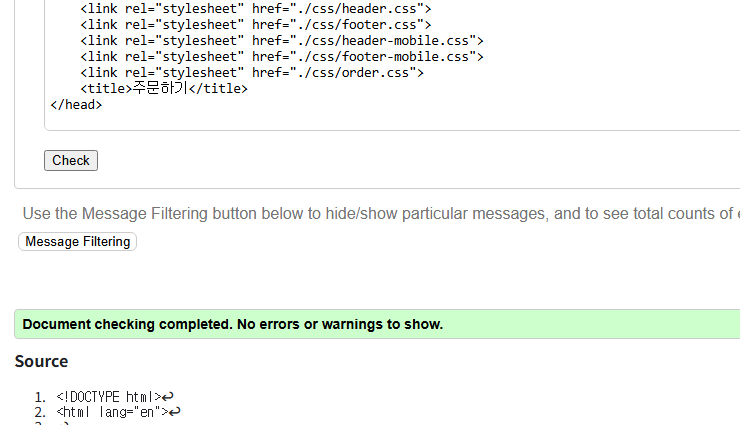 <link rel="stylesheet" href="./css/header.css">
<link rel="stylesheet" href="./css/footer.css">
<link rel="stylesheet" href="./css/header-mobile.css">
<link rel="stylesheet" href="./css/footer-mobile.css">
<link rel="stylesheet" href="./css/order.css">
<title>주문하기</title>
</head>
Check
Use the Message Filtering button below to hide/show particular messages, and to see total counts of
Message Filtering
Document checking completed. No errors or warnings to show.
Source
1. <!DOCTYPE html>↩
2. <html lang="en">↩